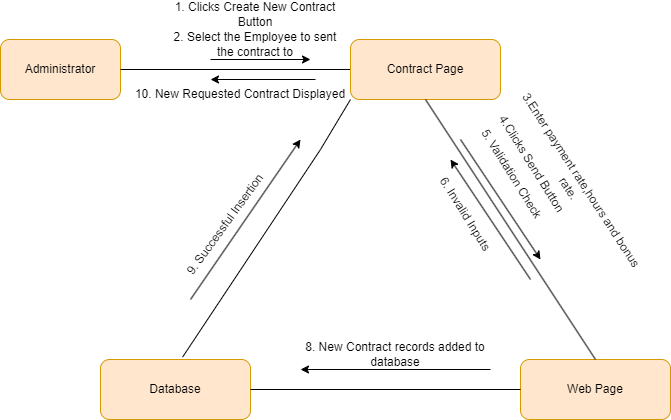 1. Clicks Create New Contract
Button
2. Select the Employee to sent
the contract to
Administrator
Contract Page
10. New Requested Contract Displayed
3.Enter payment rate,hours and bonus
rate.
4.Clicks Send Button
5. Validation Check
6. Invalid Inputs
9. Successful Insertion
8. New Contract records added to
database
Database
Web Page